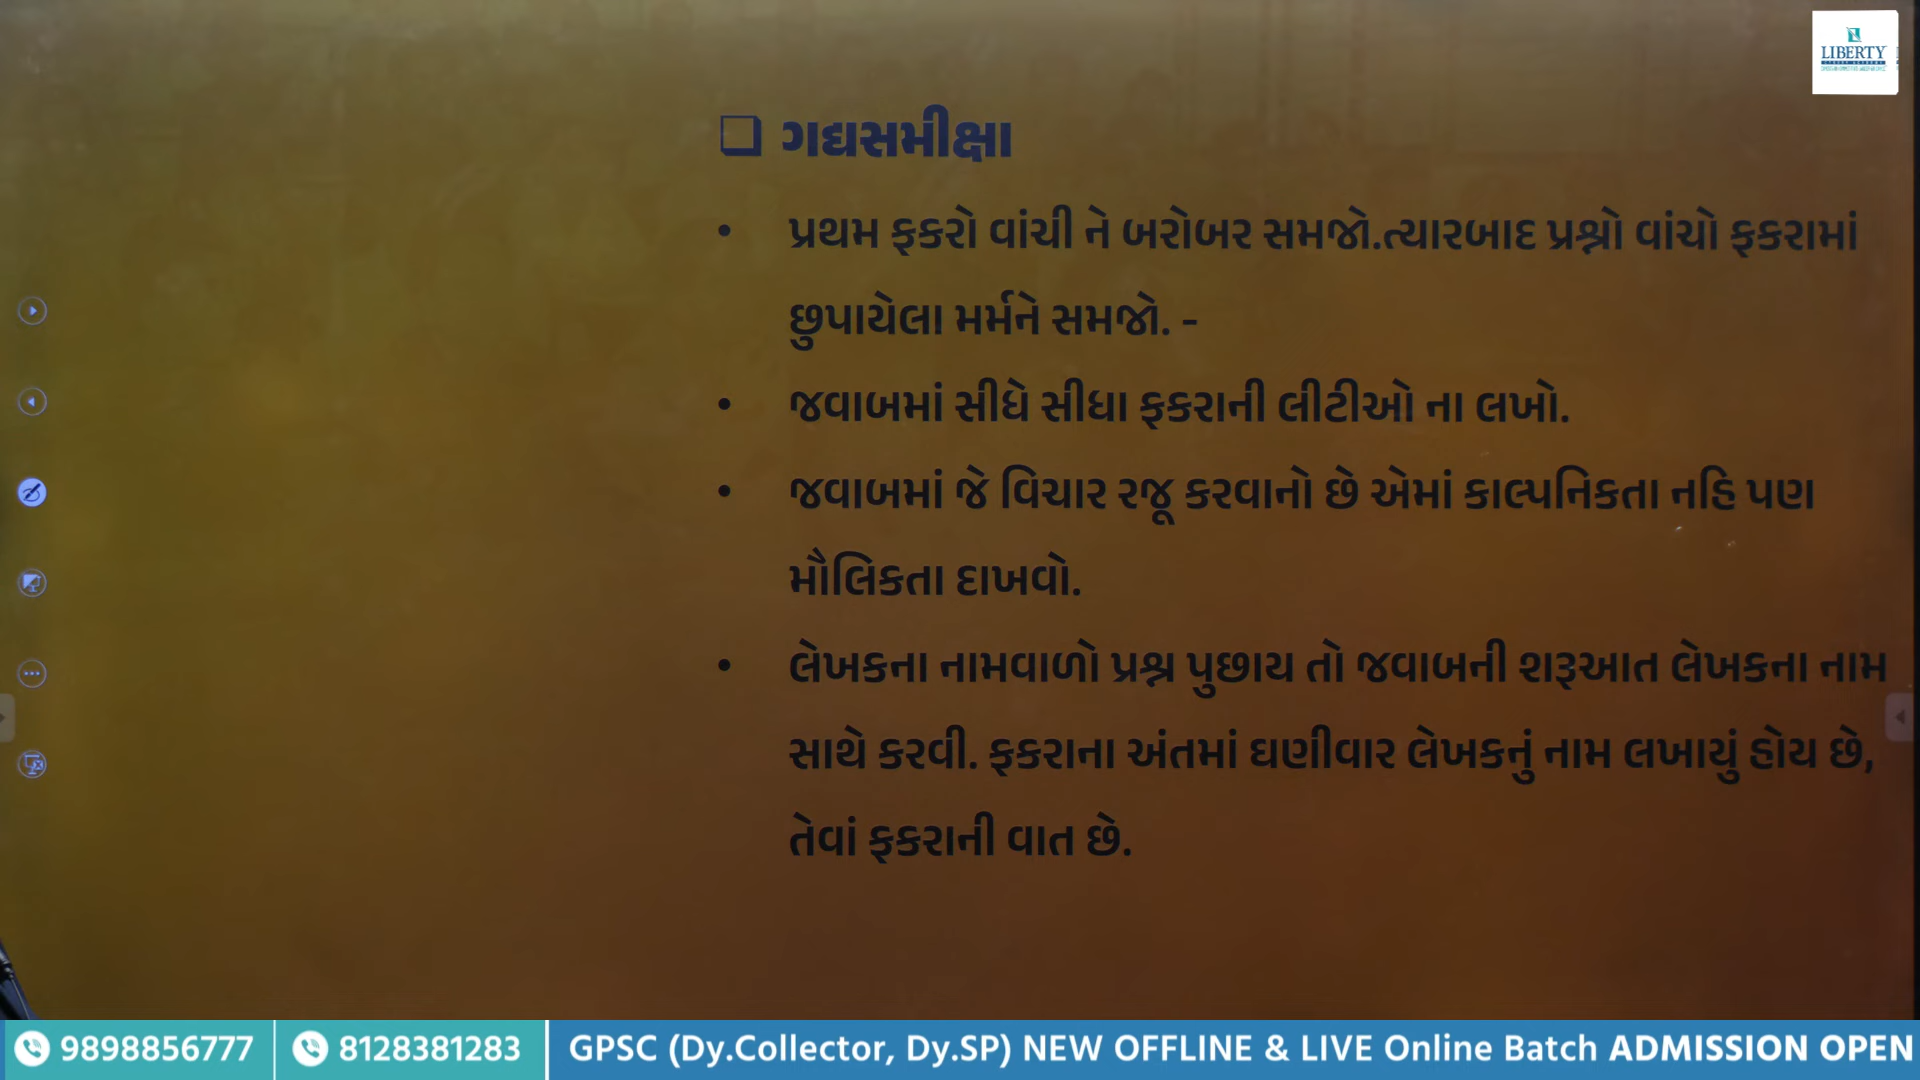 LIBERTY
❑ ગદ્યસમીક્ષા
• પ્રથમ ફકરો વાંચી ને બરોબર સમજો.ત્યારબાદ પ્રશ્નો વાંચો ફકરામાં
છુપાયેલા મર્મને સમજો. -
• જવાબમાં સીધે સીધા ફકરાની લીટીઓ ના લખો.
• જવાબમાં જે વિચાર રજૂ કરવાનો છે એમાં કાલ્પનિકતા નહિ પણ
મૌલિકતા દાખવો.
• લેખકના નામવાળો પ્રશ્ન પુછાય તો જવાબની શરૂઆત લેખકના નામ
સાથે કરવી. ફકરાના અંતમાં ઘણીવાર લેખકનું નામ લખાયું હોય છે,
તેવાં ફકરાની વાત છે.
9898856777 8128381283 GPSC (Dy.Collector, Dy.SP) NEW OFFLINE & LIVE Online Batch ADMISSION OPEN